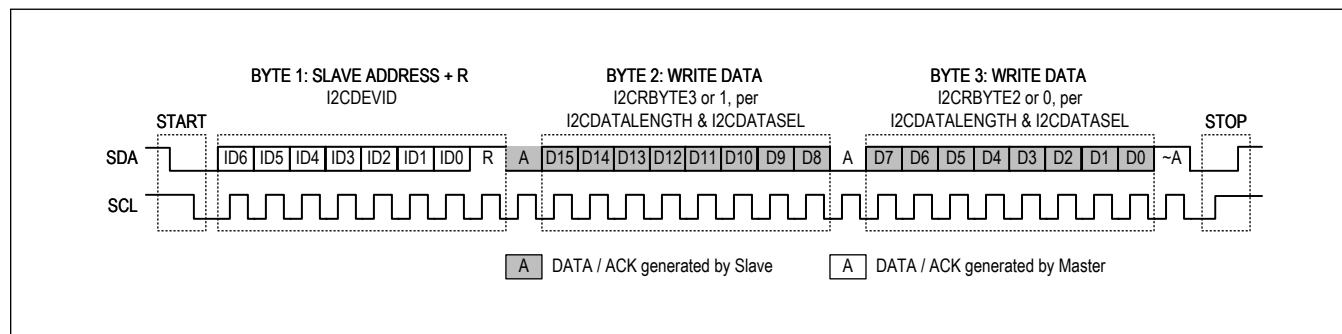 BYTE 1: SLAVE ADDRESS + R
I2CDEVID
BYTE 2: WRITE DATA
I2CRBYTE3 or 1, per
I2CDATALENGTH & I2CDATASEL
BYTE 3: WRITE DATA
I2CRBYTE2 or 0, per
I2CDATALENGTH & I2CDATASEL
START
STOP
SDA ID6 ID5 ID4 ID3 ID2 ID1 ID0 R A D15 D14 D13 D12 D11 D10 D9 D8 A D7 D6 D5 D4 D3 D2 D1 D0 ~A
SCL
A DATA / ACK generated by Slave
A DATA / ACK generated by Master